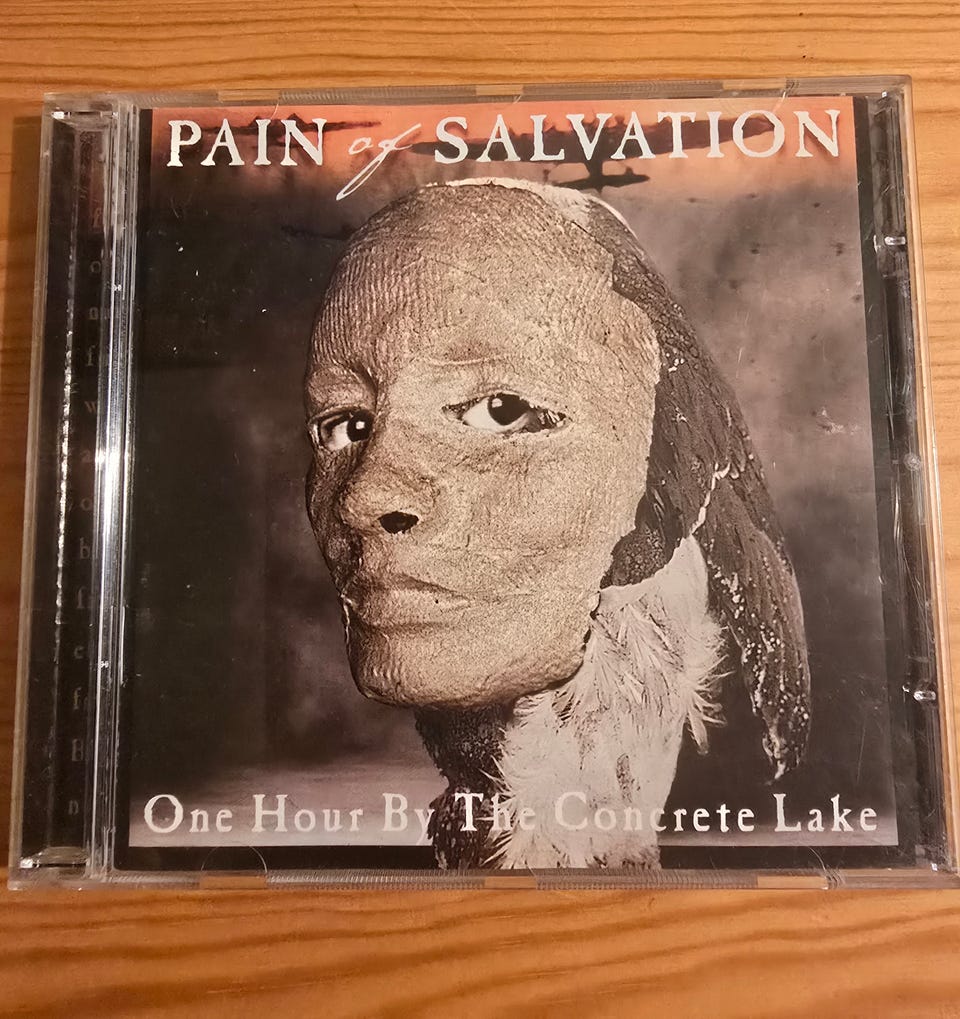 PAIN of SALVATION
One Hour By The Concrete Lake